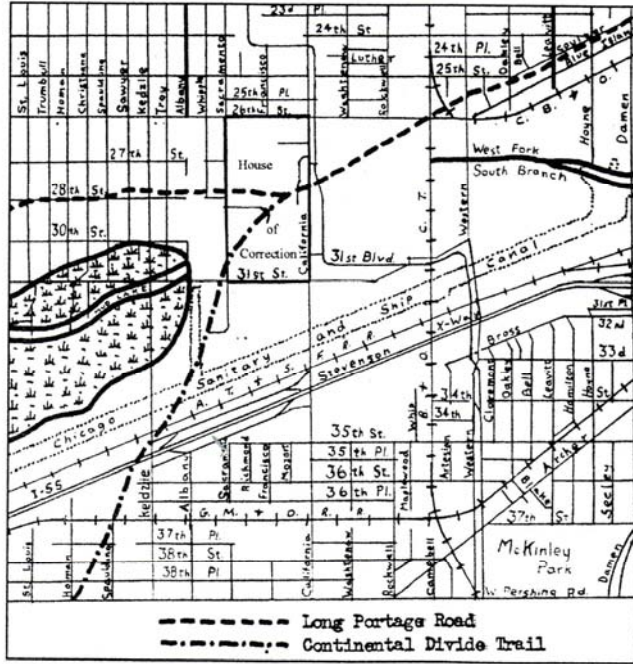 23d Pl.
24th St
Luther
24th Pl.
25th St.
St. Louis
Trumbull
Homan
Christiana
Spaulding
Sawyer
Kedzie
Troy
Albany
Whipple
Sacramento
Francisco
Washtenaw
Rockwell
Oakley
Bell
Leavitt
Blue Island
25th Pl
26th St.
C. B. + Q.
Hoyne
Damen
27th St.
House
West Fork
South Branch
28th St.
Western
30th St.
of
Correction
California
31st St.
31st Blvd
Chicago Sanitary and Ship Canal
A. T. + S. F. R R.
Stevenson X-Way
31st Pl
32nd
33d
Bross
34th
34th
Claremont
Oakley
Bell
Leavitt
Hamilton
Hoyne
St
I-55
Kedzie
Albany
Richmond
Francisco
Mozart
35th St.
35th Pl
36th St.
36th Pl.
Maplewood
Artesian
Western
Archer
Blake
37th St
Seeley
G. M. + O. R. R.
37th Pl.
38th St.
38th Pl
St. Louis
Homan
Spaulding
California
Washtenaw
Rockwell
Campbell
McKinley
Park
Damen
W. Pershing Rd.
Long Portage Road
Continental Divide Trail